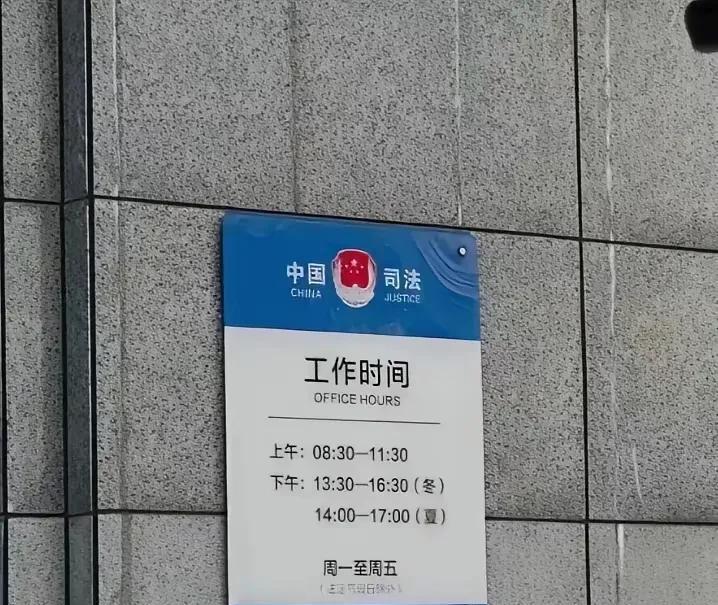 中国 司法
CHINA JUSTICE
工作时间
OFFICE HOURS
上午：08:30—11:30
下午：13:30—16:30（冬）
14:00—17:00（夏）
周一至周五